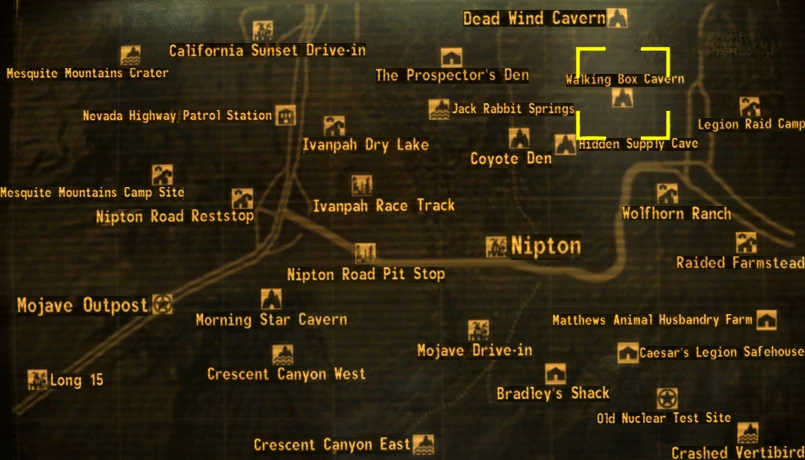 Dead Wind Cavern
California Sunset Drive-in
Mesquite Mountains Crater
The Prospector's Den
Walking Box Cavern
Nevada Highway Patrol Station
Jack Rabbit Springs
Legion Raid Camp
Ivanpah Dry Lake
Coyote Den
Hidden Supply Cave
Mesquite Mountains Camp Site
Nipton Road Reststop
Ivanpah Race Track
Wolfhorn Ranch
Nipton
Raided Farmstead
Nipton Road Pit Stop
Mojave Outpost
Morning Star Cavern
Matthews Animal Husbandry Farm
Mojave Drive-in
Caesar's Legion Safehouse
Crescent Canyon West
Long 15
Bradley's Shack
Old Nuclear Test Site
Crescent Canyon East
Crashed Vertibird